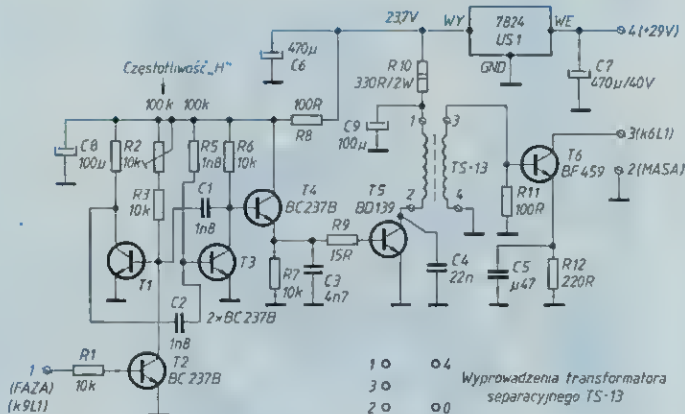 23,7V
WY
7824
US1
WE
4(+29V)
GND
470µ
C6
C7
470µ/40V
Częstotliwość „H"
100k
100k
R10
330R/2W
100R
R8
C9
100µ
1
3
2
4
TS-13
3(k6L1)
2(MASA)
T6
BF459
C8
100µ
R2
10k
R5
1n8
R6
10k
R3
10k
C1
1n8
T4
BC237B
T5
BD139
R9
15R
R11
100R
T1
T3
R7
10k
C3
4n7
C4
22n
C5
µ47
R12
220R
C2
1n8
2×BC237B
1
(FAZA)
(k9L1)
R1
10k
T2
BC237B
1
4
3
2
0
Wyprowadzenia transformatora
separacyjnego TS-13